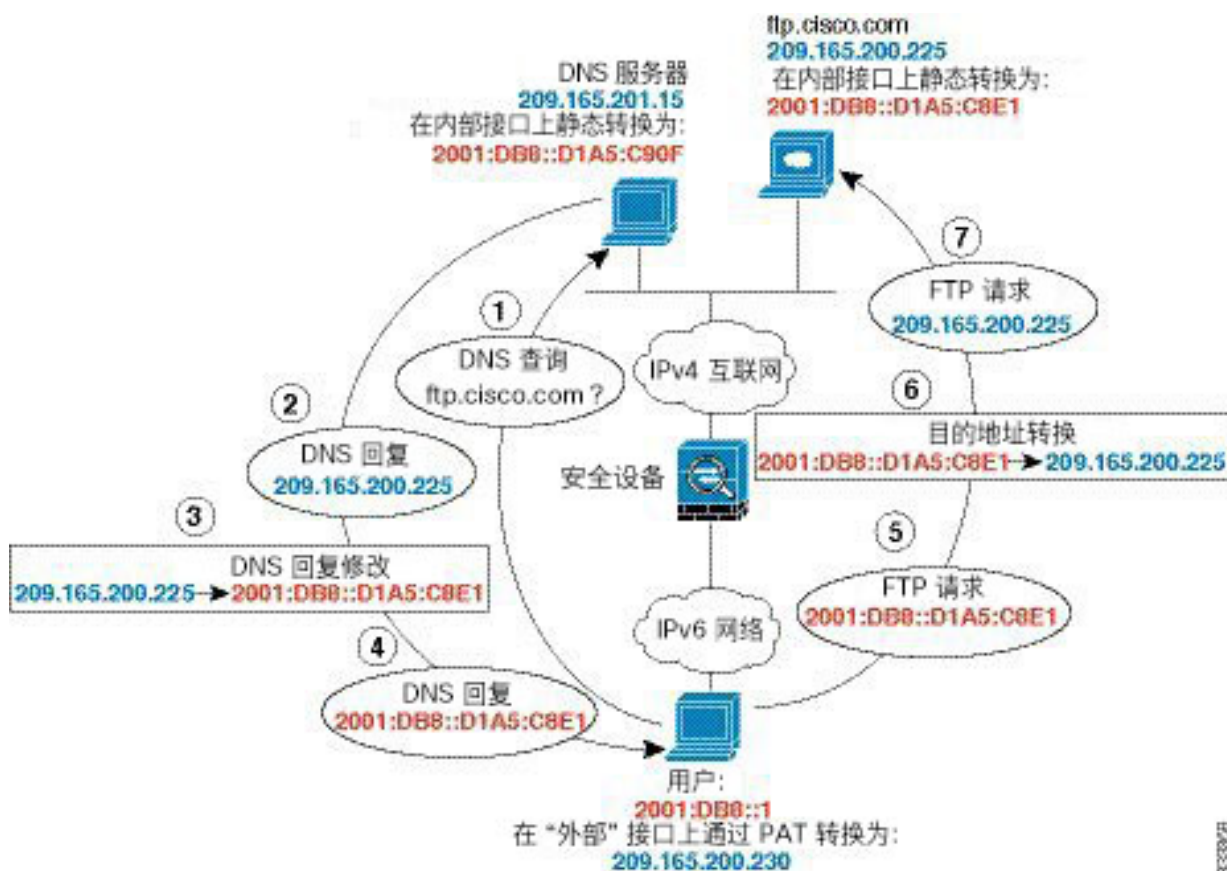 ftp.cisco.com
209.165.200.225
在内部接口上静态转换为：
2001:DB8::D1A5:C8E1
DNS 服务器
209.165.201.15
在内部接口上静态转换为：
2001:DB8::D1A5:C90F
7
FTP 请求
209.165.200.225
1
DNS 查询
ftp.cisco.com？
IPv4 互联网
2
DNS 回复
209.165.200.225
6
目的地址转换
2001:DB8::D1A5:C8E1→209.165.200.225
安全设备
3
DNS 回复修改
209.165.200.225→2001:DB8::D1A5:C8E1
5
FTP 请求
2001:DB8::D1A5:C8E1
IPv6 网络
4
DNS 回复
2001:DB8::D1A5:C8E1
用户：
2001:DB8::1
在 “外部” 接口上通过 PAT 转换为：
209.165.200.230